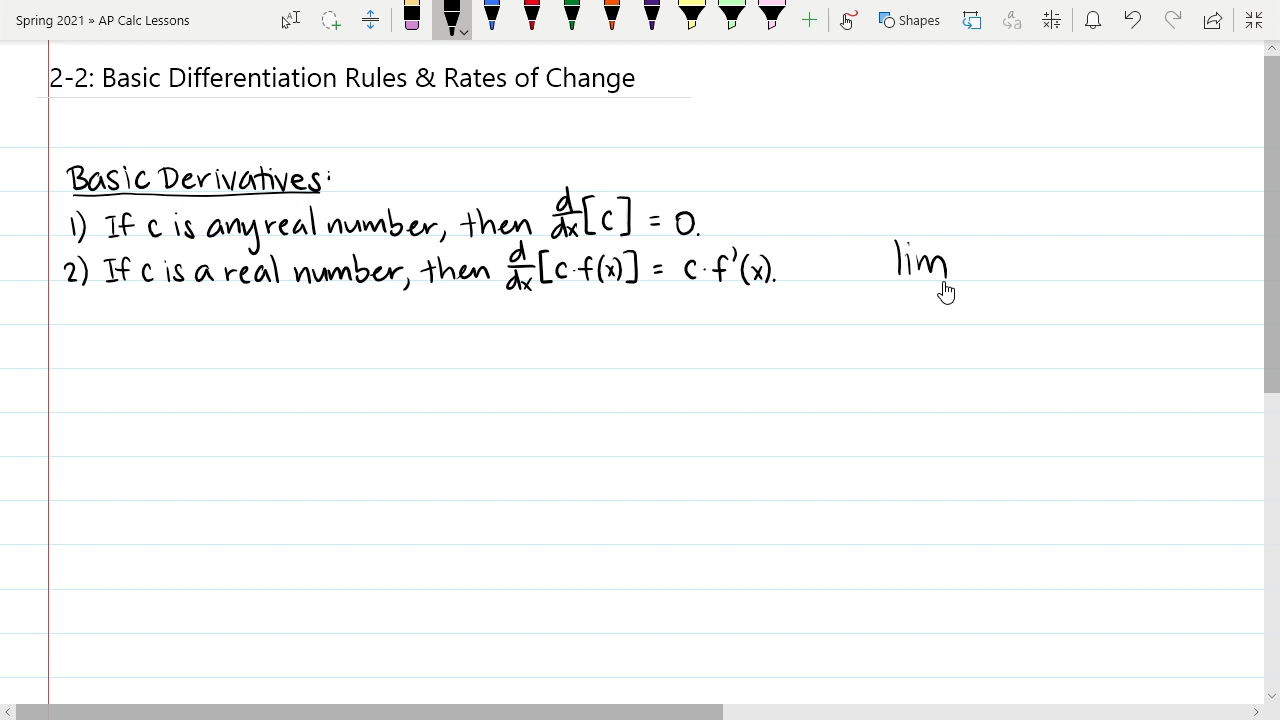 Spring 2021 » AP Calc Lessons
Shapes
2-2: Basic Differentiation Rules & Rates of Change
Basic Derivatives:
1) If c is any real number, then d/dx [c] = 0.
2) If c is a real number, then d/dx [c·f(x)] = c·f'(x).
lim